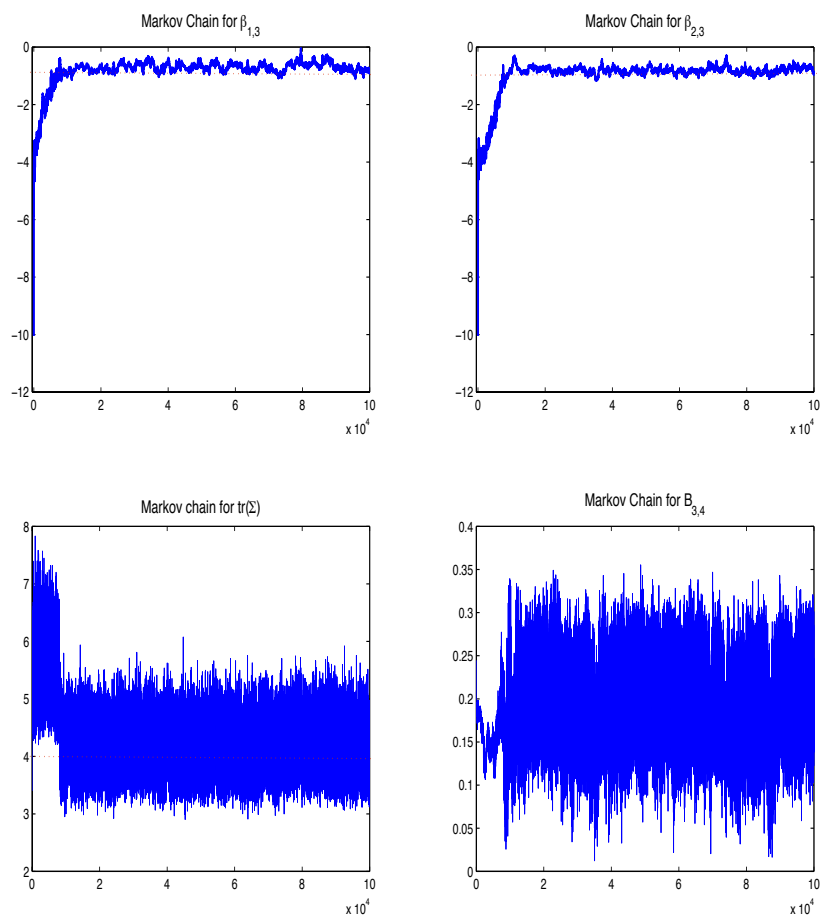 Markov Chain for β1,3
0
−2
−4
−6
−8
−10
−12
0 2 4 6 8 10
x 10^4
Markov Chain for β2,3
0
−2
−4
−6
−8
−10
−12
0 2 4 6 8 10
x 10^4
Markov chain for tr(Σ)
8
7
6
5
4
3
2
0 2 4 6 8 10
x 10^4
Markov Chain for B3,4
0.4
0.35
0.3
0.25
0.2
0.15
0.1
0.05
0
0 2 4 6 8 10
x 10^4